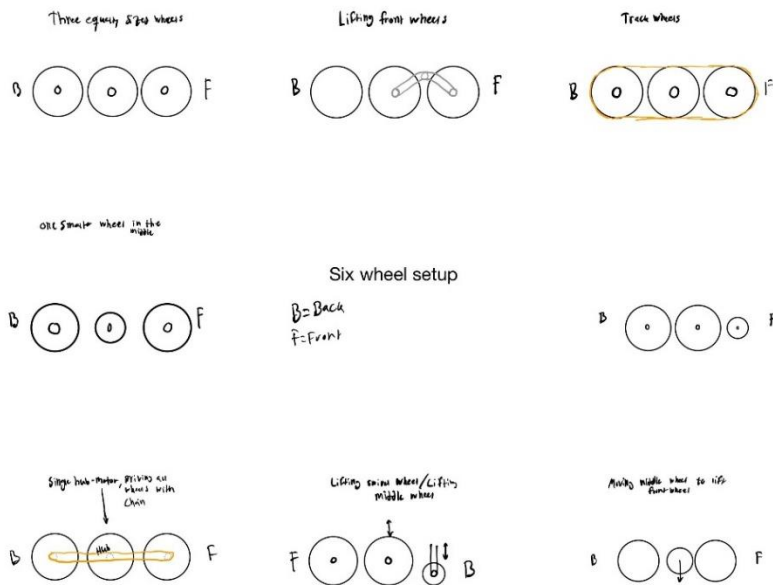 Three equally sized wheels
Lifting front wheels
Track wheels
B
F
B
F
B
F
one smaller wheel in the
middle
Six wheel setup
B=Back
F=Front
B
F
B
F
Single hub-motor, Driving all
wheels with
chain
Lifting swivel wheel/Lifting
middle wheel
Moving middle wheel to lift
front-wheel
B
Hub
F
F
B
B
F